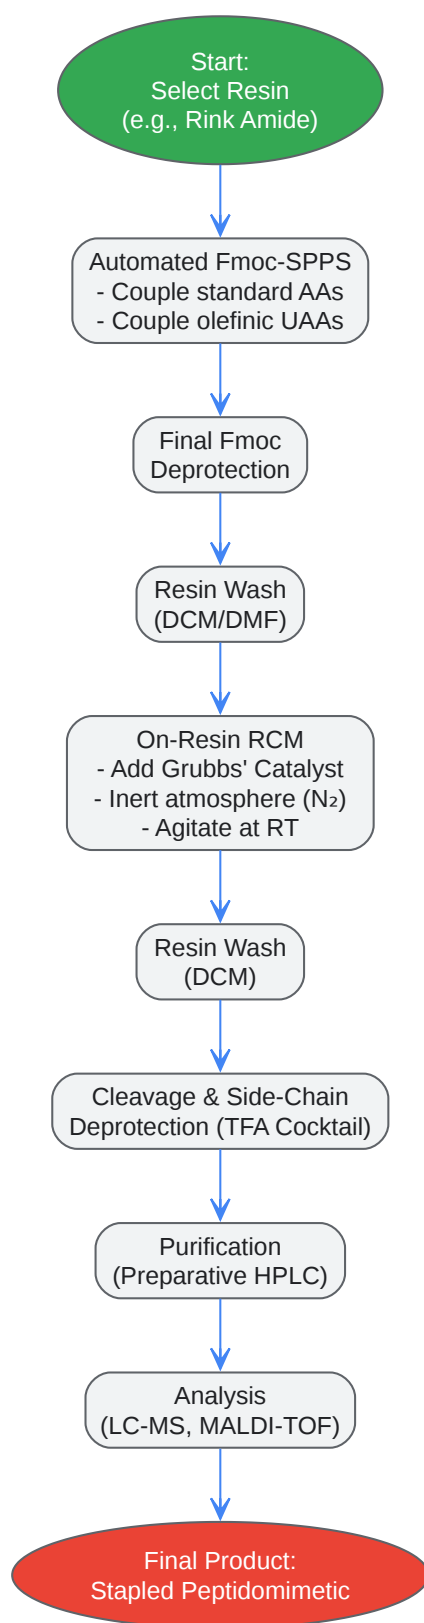 Start:
Select Resin
(e.g., Rink Amide)
Automated Fmoc-SPPS
- Couple standard AAs
- Couple olefinic UAAs
Final Fmoc
Deprotection
Resin Wash
(DCM/DMF)
On-Resin RCM
- Add Grubbs' Catalyst
- Inert atmosphere (N₂)
- Agitate at RT
Resin Wash
(DCM)
Cleavage & Side-Chain
Deprotection (TFA Cocktail)
Purification
(Preparative HPLC)
Analysis
(LC-MS, MALDI-TOF)
Final Product:
Stapled Peptidomimetic